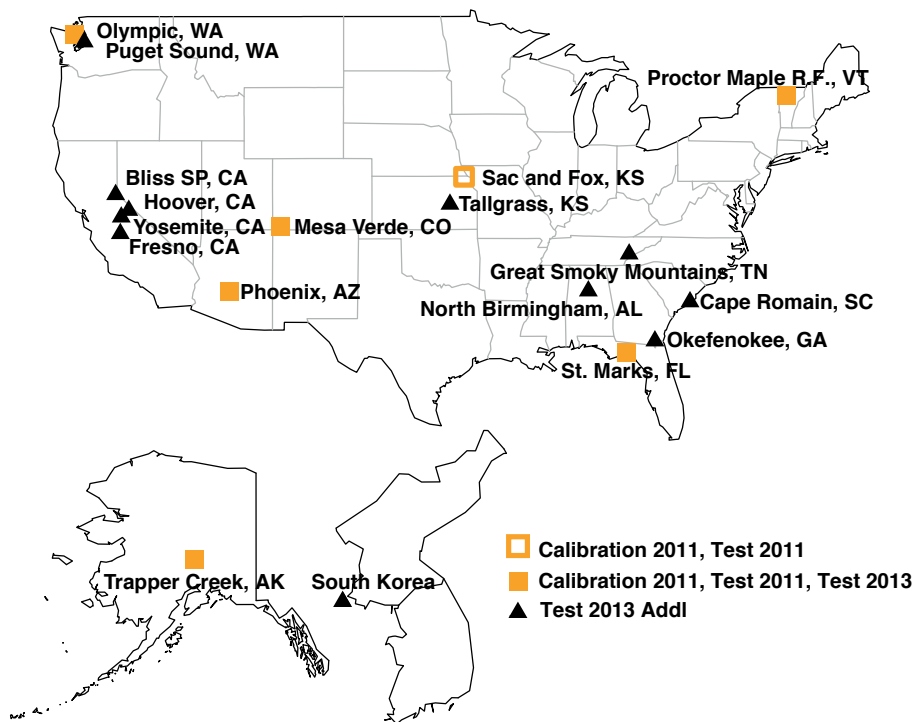 Olympic, WA
Puget Sound, WA
Proctor Maple R.F., VT
Bliss SP, CA
Hoover, CA
Yosemite, CA
Fresno, CA
Mesa Verde, CO
Sac and Fox, KS
Tallgrass, KS
Phoenix, AZ
Great Smoky Mountains, TN
North Birmingham, AL
Cape Romain, SC
Okefenokee, GA
St. Marks, FL
Trapper Creek, AK
South Korea
Calibration 2011, Test 2011
Calibration 2011, Test 2011, Test 2013
Test 2013 Addl